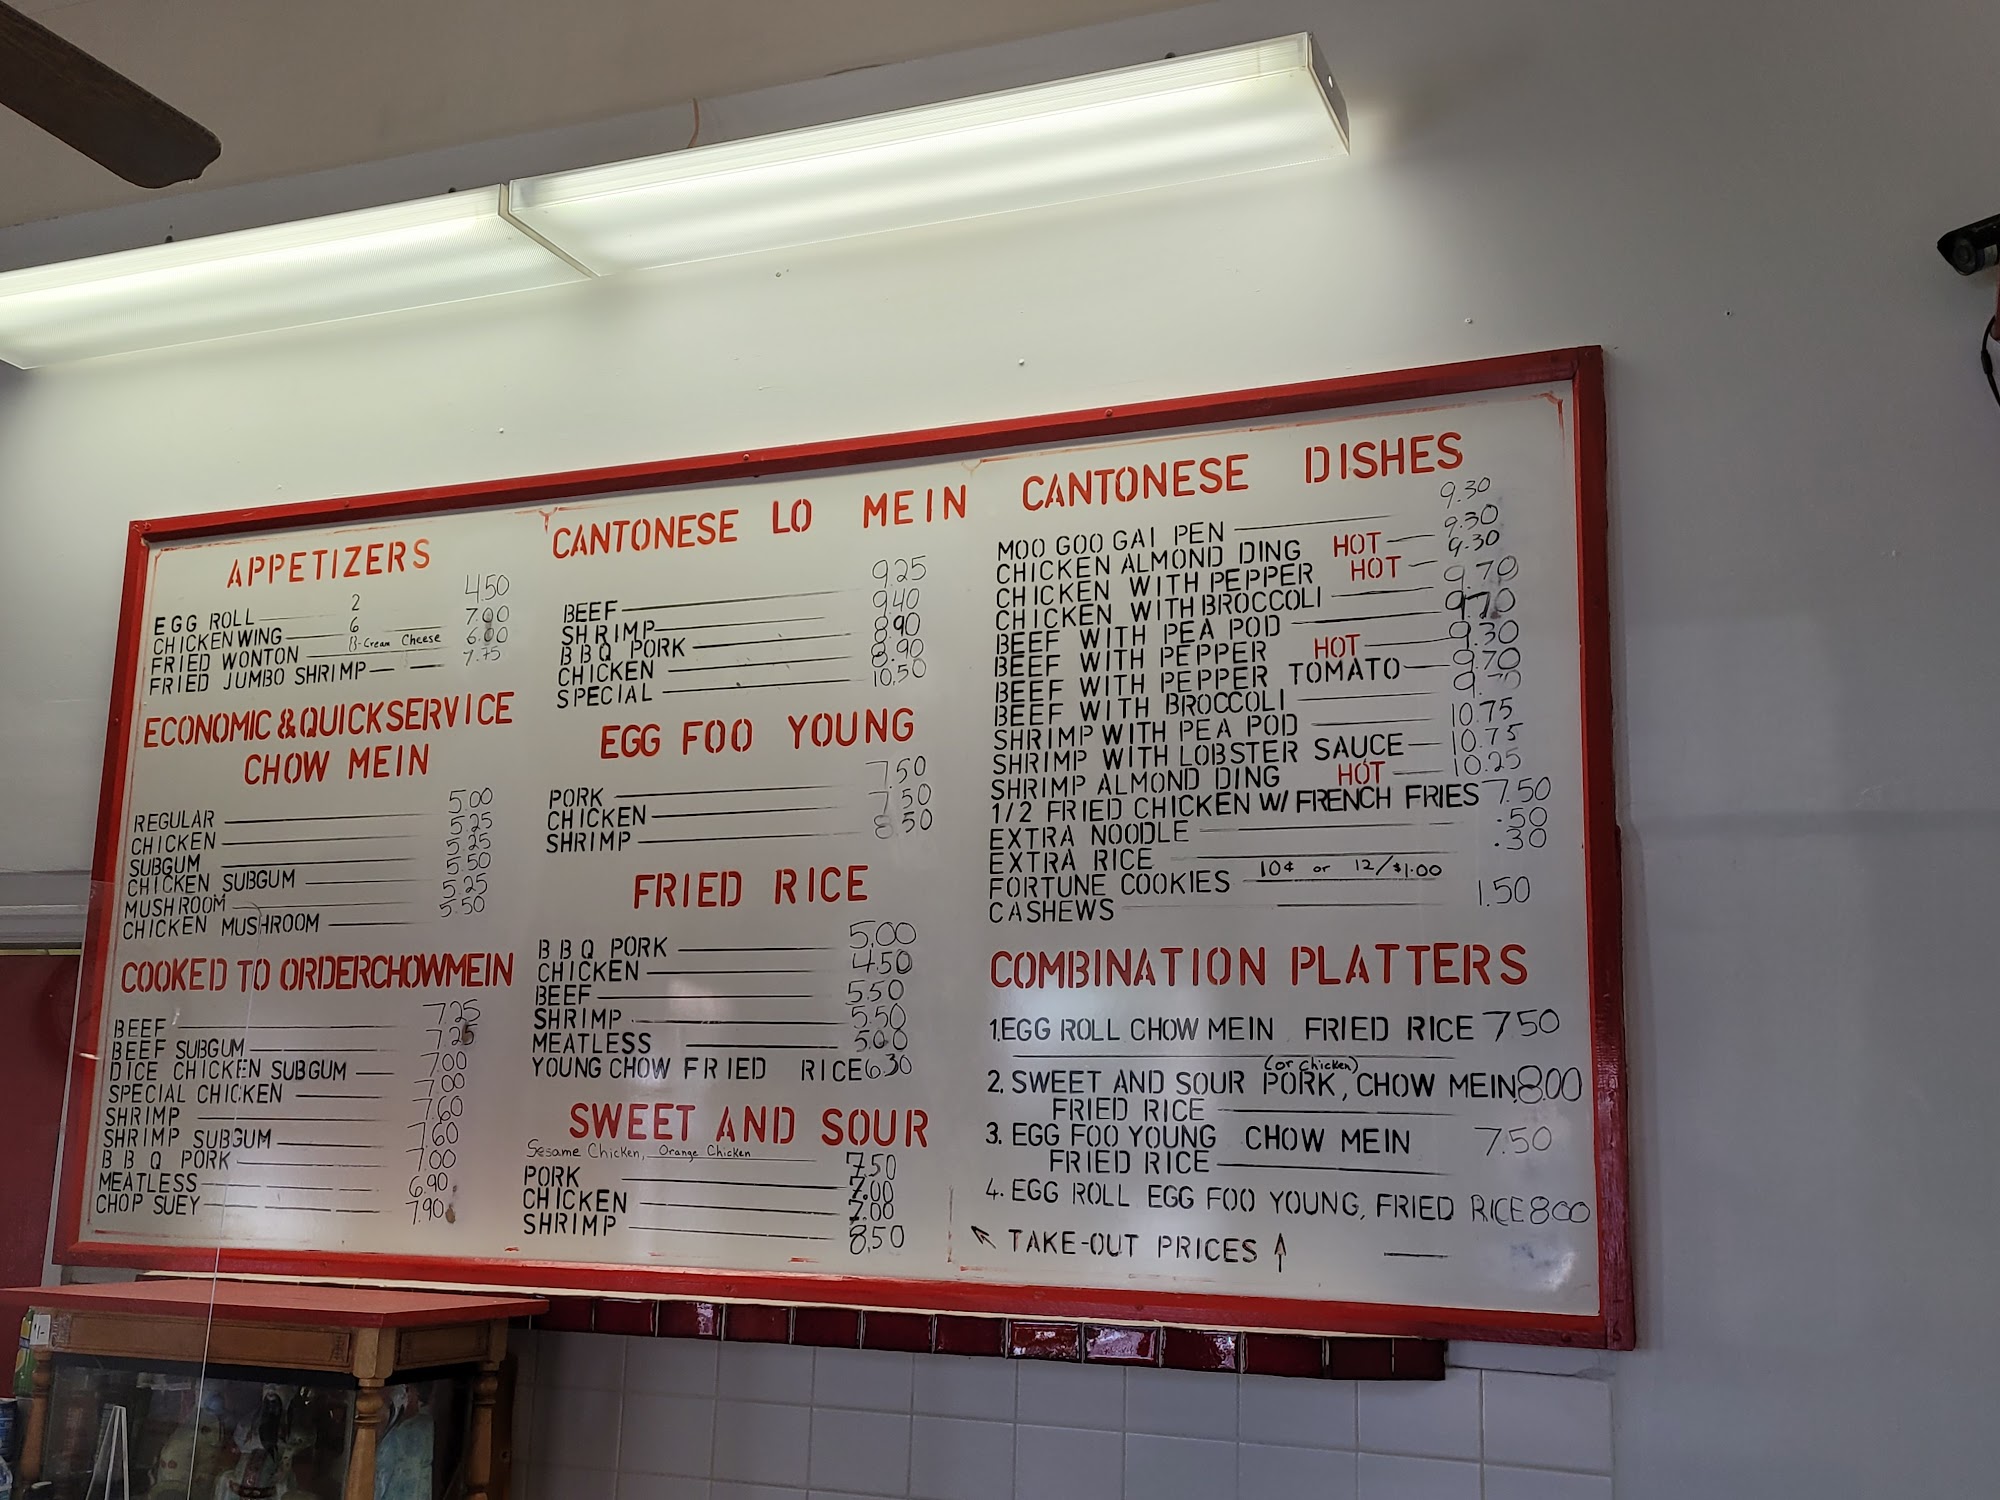 APPETIZERS
EGG ROLL 2 4.50
CHICKEN WING 6 7.00
FRIED WONTON 8-Cream Cheese 6.00
FRIED JUMBO SHRIMP 7.75
ECONOMIC & QUICK SERVICE
CHOW MEIN
REGULAR 5.00
CHICKEN 5.25
SUBGUM 5.25
CHICKEN SUBGUM 5.50
MUSHROOM 5.25
CHICKEN MUSHROOM 5.50
COOKED TO ORDER CHOW MEIN
BEEF 7.25
BEEF SUBGUM 7.25
DICE CHICKEN SUBGUM 7.00
SPECIAL CHICKEN 7.00
SHRIMP 7.60
SHRIMP SUBGUM 7.60
BBQ PORK 7.00
MEATLESS 6.90
CHOP SUEY 7.90
CANTONESE LO MEIN
BEEF 9.25
SHRIMP 9.40
BBQ PORK 8.90
CHICKEN 8.90
SPECIAL 10.50
EGG FOO YOUNG
PORK 7.50
CHICKEN 7.50
SHRIMP 8.50
FRIED RICE
BBQ PORK 5.00
CHICKEN 4.50
BEEF 5.50
SHRIMP 5.50
MEATLESS 5.00
YOUNG CHOW FRIED RICE 6.30
SWEET AND SOUR
Sesame Chicken, Orange Chicken
PORK 7.50
CHICKEN 7.00
SHRIMP 7.00
8.50
CANTONESE DISHES
MOO GOO GAI PEN 9.30
CHICKEN ALMOND DING HOT 9.30
CHICKEN WITH PEPPER HOT 9.30
CHICKEN WITH BROCCOLI 9.70
BEEF WITH PEA POD 9.70
BEEF WITH PEPPER HOT 9.30
BEEF WITH PEPPER TOMATO 9.70
BEEF WITH BROCCOLI 9.70
SHRIMP WITH PEA POD 10.75
SHRIMP WITH LOBSTER SAUCE 10.75
SHRIMP ALMOND DING HOT 10.25
1/2 FRIED CHICKEN W/ FRENCH FRIES 7.50
EXTRA NOODLE .50
EXTRA RICE .30
FORTUNE COOKIES 10¢ or 12/$1.00
CASHEWS 1.50
COMBINATION PLATTERS
1. EGG ROLL CHOW MEIN FRIED RICE 7.50
(or chicken)
2. SWEET AND SOUR PORK, CHOW MEIN 8.00
FRIED RICE
3. EGG FOO YOUNG CHOW MEIN 7.50
FRIED RICE
4. EGG ROLL EGG FOO YOUNG, FRIED RICE 8.00
TAKE-OUT PRICES